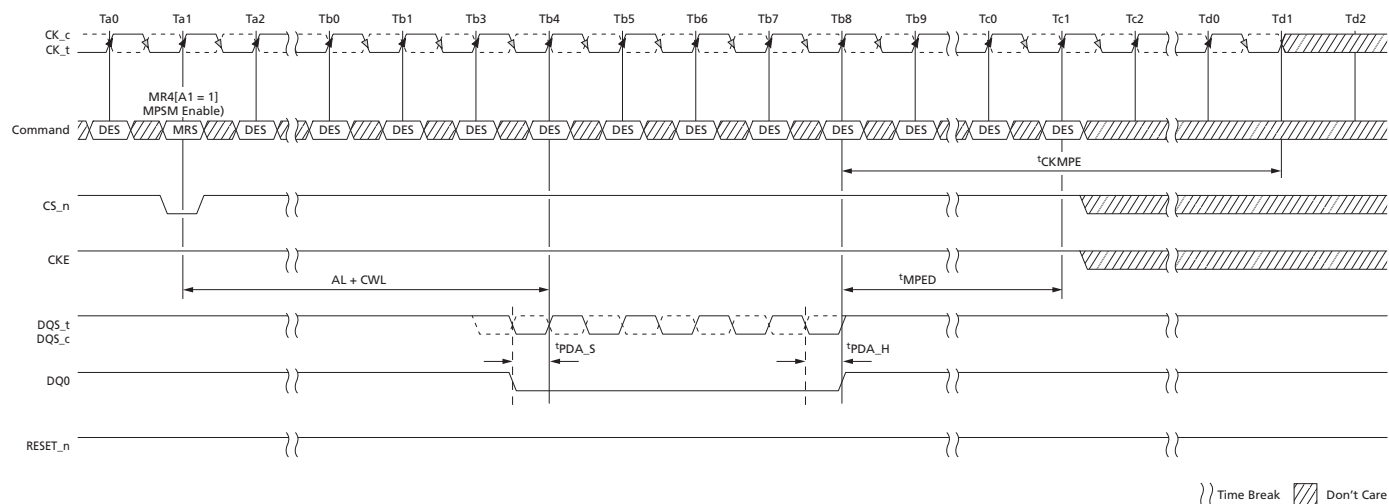 Ta0 Ta1 Ta2 Tb0 Tb1 Tb2 Tb3 Tb4 Tb5 Tb6 Tb7 Tb8 Tb9 Tc0 Tc1 Tc2 Td0 Td1 Td2
CK_c
CK_t
MR4[A1 = 1]
MPSM Enable)
Command DES MRS DES DES DES DES DES DES DES DES DES DES DES DES DES
tCKMPE
CS_n
CKE
AL + CWL tMPED
DQS_t
DQS_c
tPDA_S tPDA_H
DQ0
RESET_n
Time Break Don't Care